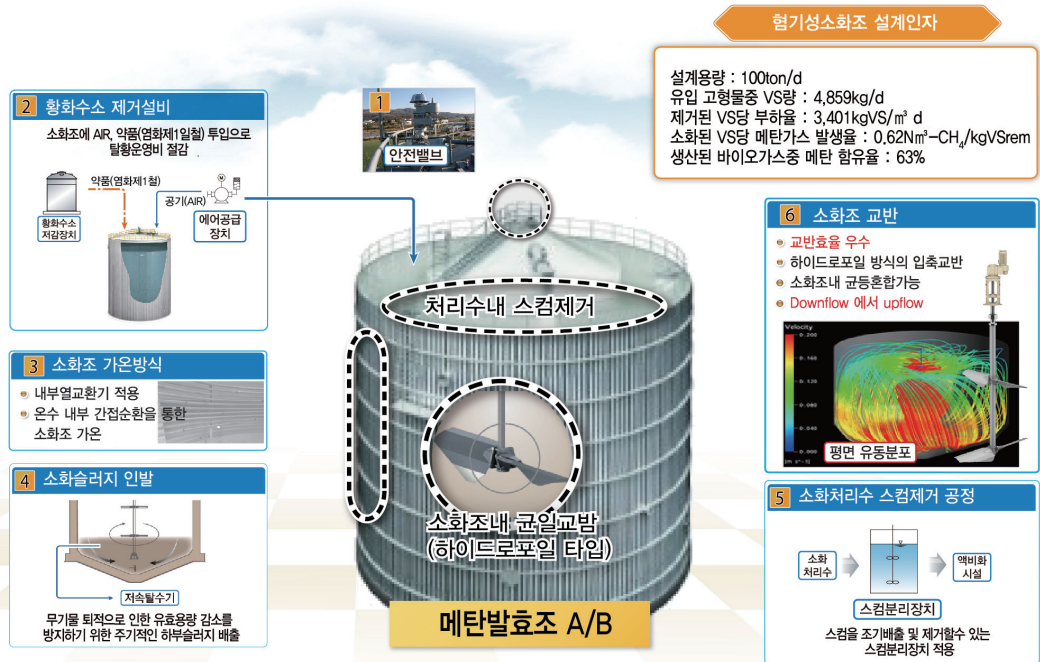 혐기성소화조 설계인자
설계용량 : 100ton/d
유입 고형물중 VS량 : 4,859kg/d
제거된 VS당 부하율 : 3,401kgVS/㎥ d
소화된 VS당 메탄가스 발생율 : 0.62N㎥-CH₄/kgVSrem
생산된 바이오가스중 메탄 함유율 : 63%
1
안전밸브
2 황화수소 제거설비
소화조에 AIR, 약품(염화제1일철) 투입으로
탈황운영비 절감
약품(염화제1철)
공기(AIR)
M
황화수소
저감장치
에어공급
장치
3 소화조 가온방식
내부열교환기 적용
온수 내부 간접순환을 통한
소화조 가온
4 소화슬러지 인발
저속탈수기
무기물 퇴적으로 인한 유효용량 감소를
방지하기 위한 주기적인 하부슬러지 배출
처리수내 스컴제거
소화조내 균일교밤
(하이드로포일 타입)
메탄발효조 A/B
6 소화조 교반
교반효율 우수
하이드로포일 방식의 입축교반
소화조내 균등혼합가능
Downflow 에서 upflow
Velocity
0.200
0.160
0.120
0.040
0.000
[m s^-1]
평면 유동분포
5 소화처리수 스컴제거 공정
소화
처리수
액비화
시설
스컴분리장치
스컴을 조기배출 및 제거할수 있는
스컴분리장치 적용